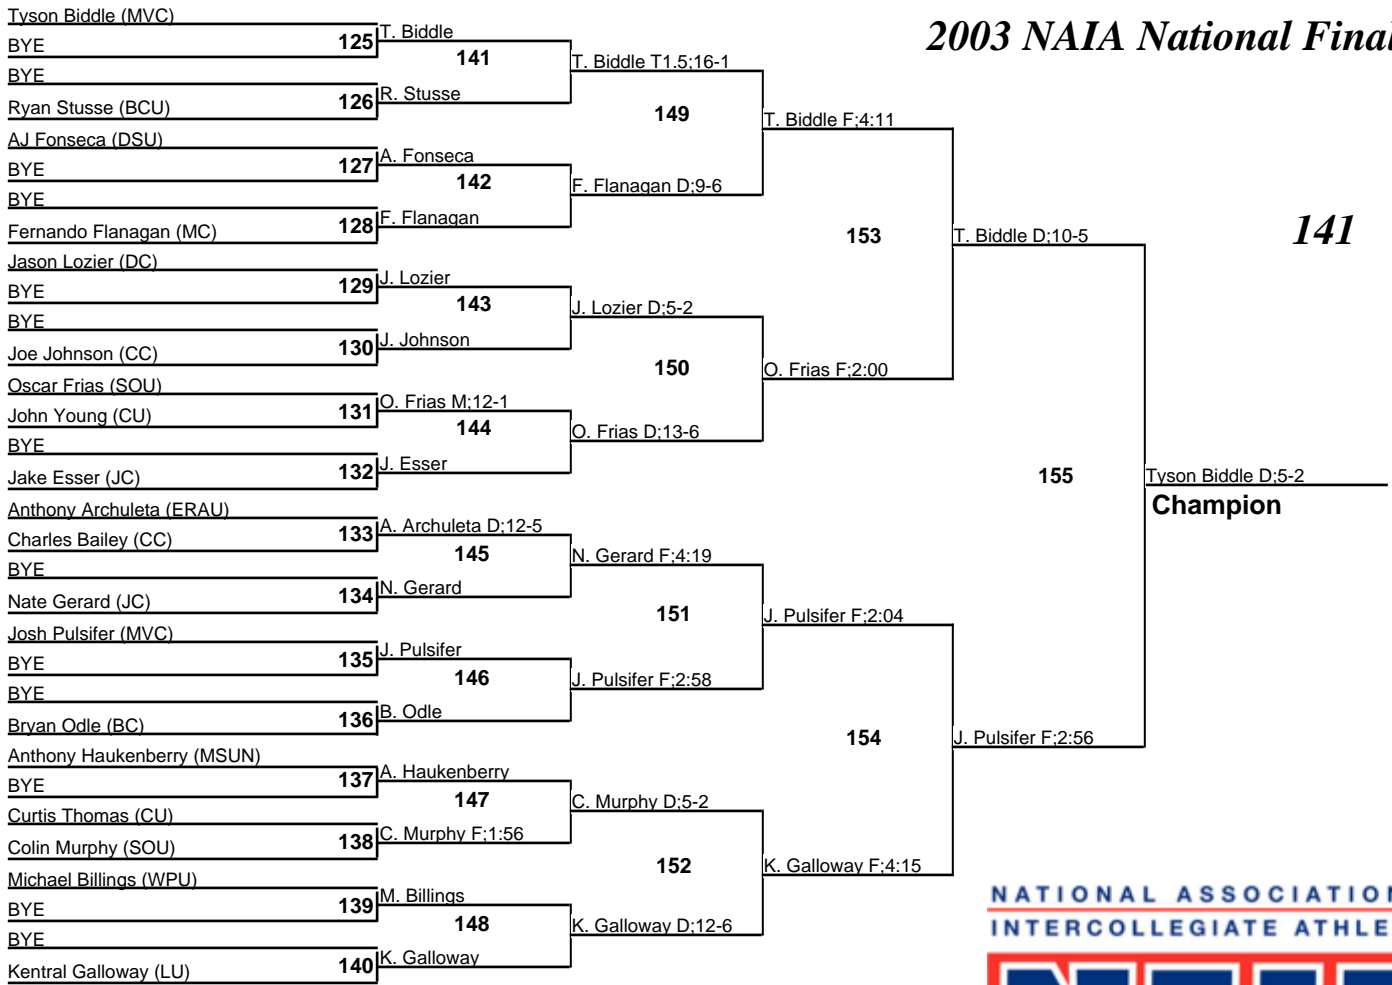 2003 NAIA National Final
141
Tyson Biddle (MVC)
BYE
125
BYE
Ryan Stusse (BCU)
126
AJ Fonseca (DSU)
BYE
127
BYE
Fernando Flanagan (MC)
128
Jason Lozier (DC)
BYE
129
BYE
Joe Johnson (CC)
130
Oscar Frias (SOU)
John Young (CU)
131
BYE
Jake Esser (JC)
132
Anthony Archuleta (ERAU)
Charles Bailey (CC)
133
BYE
Nate Gerard (JC)
134
Josh Pulsifer (MVC)
BYE
135
BYE
Bryan Odle (BC)
136
Anthony Haukenberry (MSUN)
BYE
137
Curtis Thomas (CU)
Colin Murphy (SOU)
138
Michael Billings (WPU)
BYE
139
BYE
Kentral Galloway (LU)
140
T. Biddle
141
R. Stusse
A. Fonseca
142
F. Flanagan
J. Lozier
143
J. Johnson
O. Frias M;12-1
144
J. Esser
A. Archuleta D;12-5
145
N. Gerard
J. Pulsifer
146
B. Odle
A. Haukenberry
147
C. Murphy F;1:56
M. Billings
148
K. Galloway
T. Biddle T1.5;16-1
149
F. Flanagan D;9-6
J. Lozier D;5-2
150
O. Frias D;13-6
N. Gerard F;4:19
151
J. Pulsifer F;2:58
C. Murphy D;5-2
152
K. Galloway D;12-6
T. Biddle F;4:11
153
O. Frias F;2:00
J. Pulsifer F;2:04
154
K. Galloway F;4:15
T. Biddle D;10-5
155
J. Pulsifer F;2:56
Tyson Biddle D;5-2
Champion
NATIONAL ASSOCIATION
INTERCOLLEGIATE ATHLE